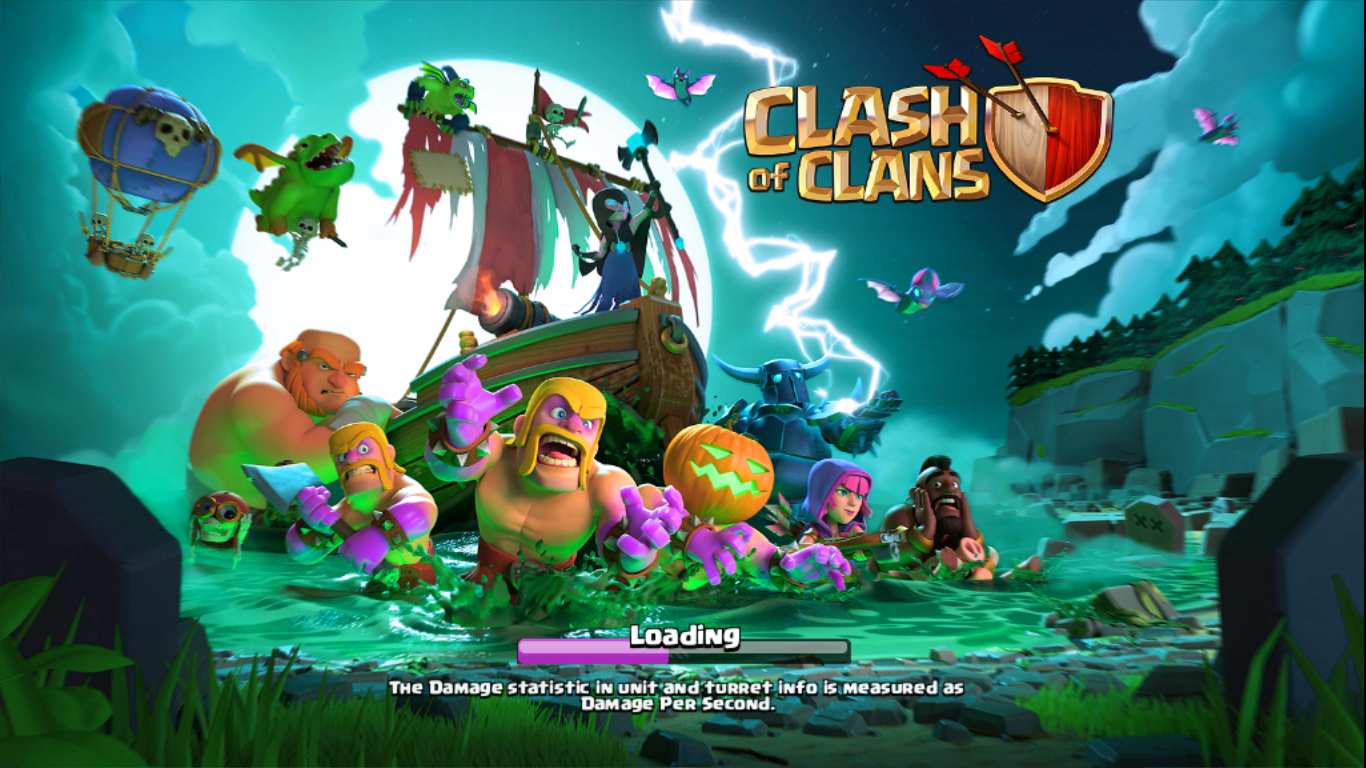 CLASH
OF CLANS
Loading
The Damage statistic in unit and turret info is measured as
Damage Per Second.